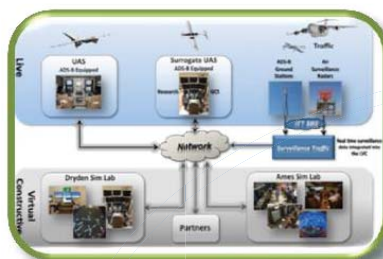 Live
UAS
ADS-B Equipped
Surrogate UAS
ADS-B Equipped
Research
GCS
Traffic
ADS-B
Ground
Stations
Air
Surveillance
Radars
Network
Surveillance Traffic
Real time surveillance
data integrated into
the LVC
Virtual
Constructive
Dryden Sim Lab
Partners
Ames Sim Lab